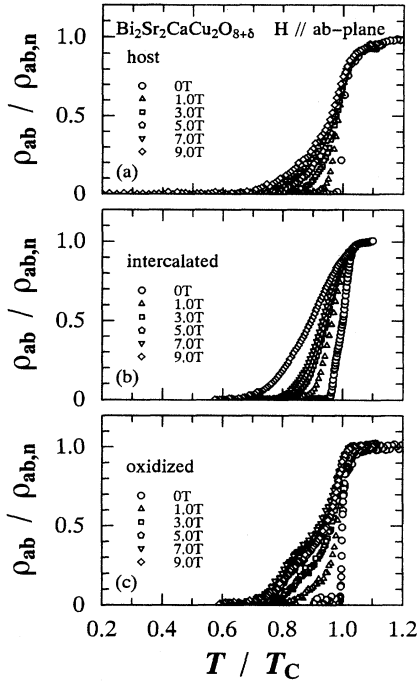 Bi2Sr2CaCu2O8+δ H // ab-plane
1.0
host
0T
1.0T
3.0T
5.0T
7.0T
9.0T
0.5
ρab / ρab,n
(a)
0
1.0
intercalated
0T
1.0T
3.0T
5.0T
7.0T
9.0T
0.5
ρab / ρab,n
(b)
0
1.0
oxidized
0T
1.0T
3.0T
5.0T
7.0T
9.0T
0.5
ρab / ρab,n
(c)
0
0.2 0.4 0.6 0.8 1.0 1.2
T / TC